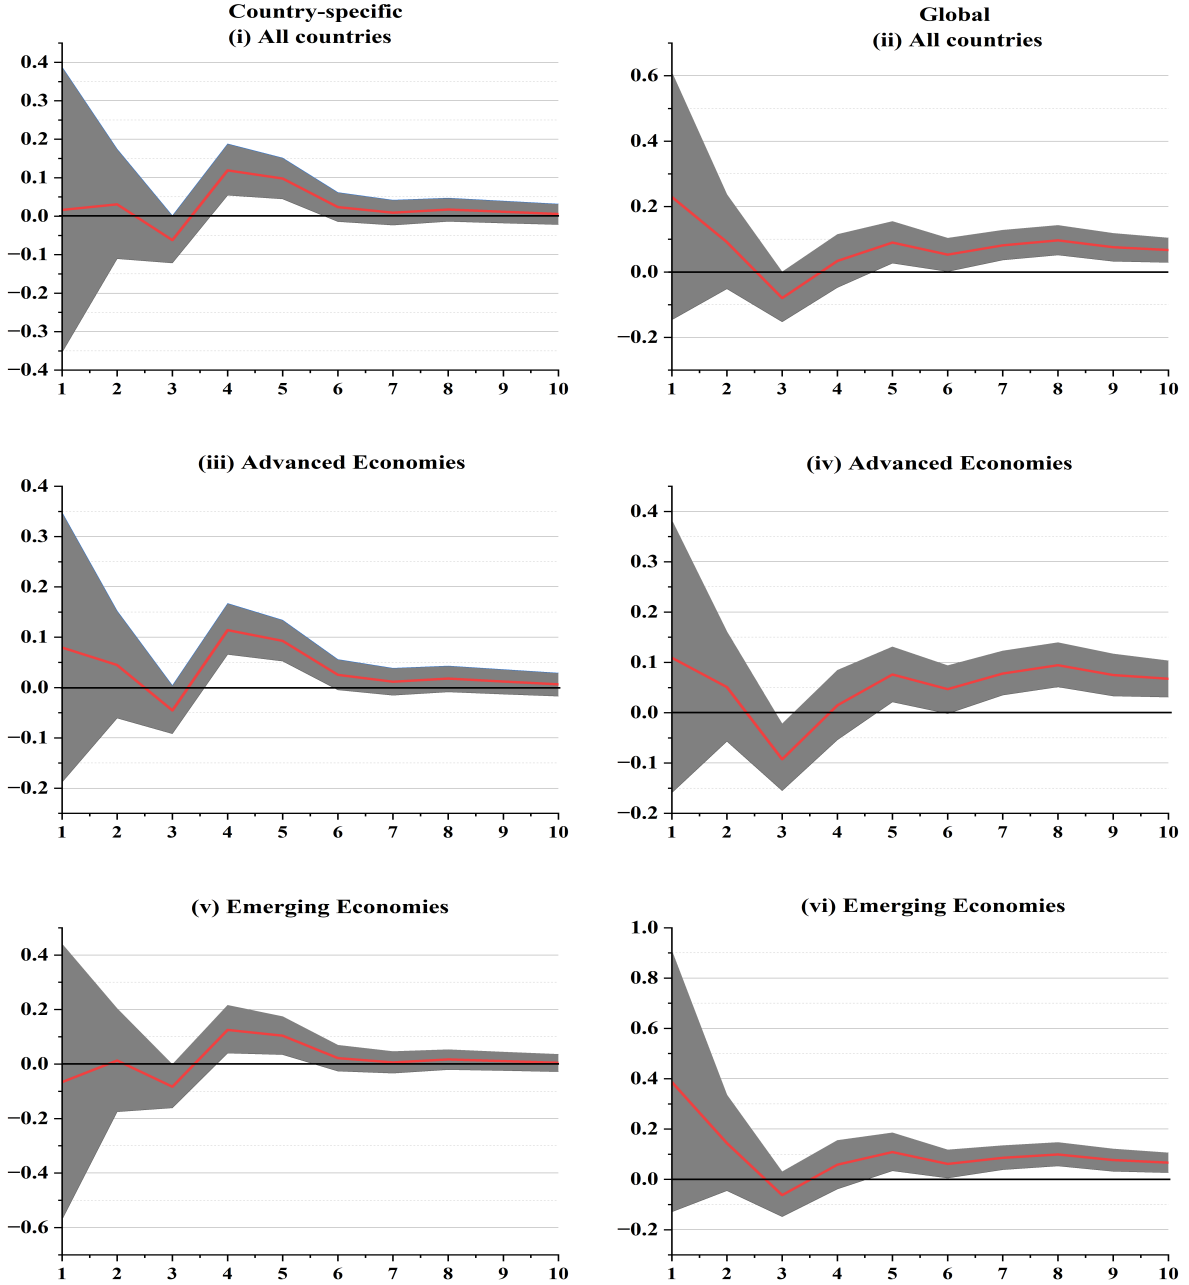 Country-specific
(i) All countries
0.4
0.3
0.2
0.1
0.0
−0.1
−0.2
−0.3
−0.4
1 2 3 4 5 6 7 8 9 10
Global
(ii) All countries
0.6
0.4
0.2
0.0
−0.2
1 2 3 4 5 6 7 8 9 10
(iii) Advanced Economies
0.4
0.3
0.2
0.1
0.0
−0.1
−0.2
1 2 3 4 5 6 7 8 9 10
(iv) Advanced Economies
0.4
0.3
0.2
0.1
0.0
−0.1
−0.2
1 2 3 4 5 6 7 8 9 10
(v) Emerging Economies
0.4
0.2
0.0
−0.2
−0.4
−0.6
1 2 3 4 5 6 7 8 9 10
(vi) Emerging Economies
1.0
0.8
0.6
0.4
0.2
0.0
−0.2
1 2 3 4 5 6 7 8 9 10